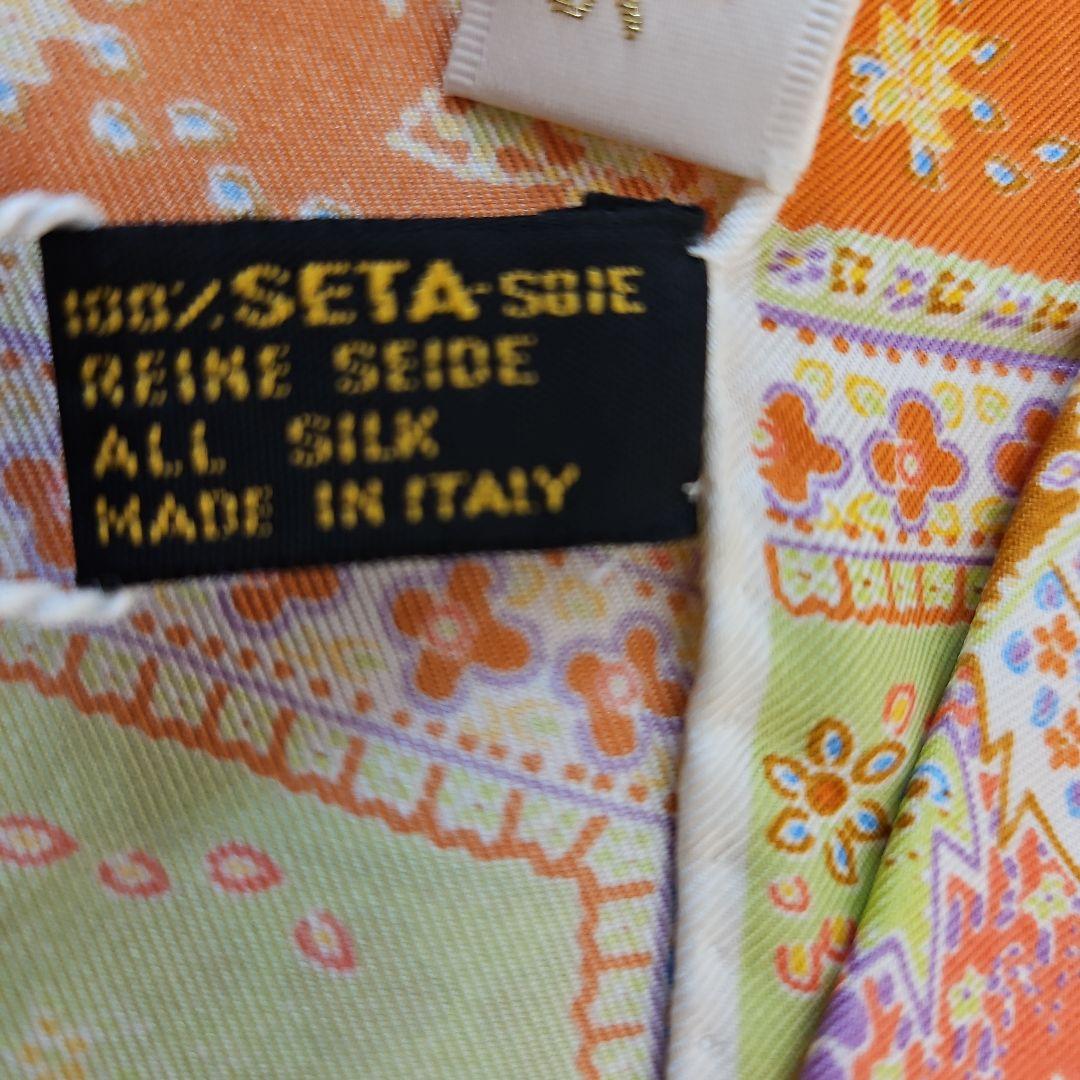 100% SETA-SOIE
REINE SEIDE
ALL SILK
MADE IN ITALY